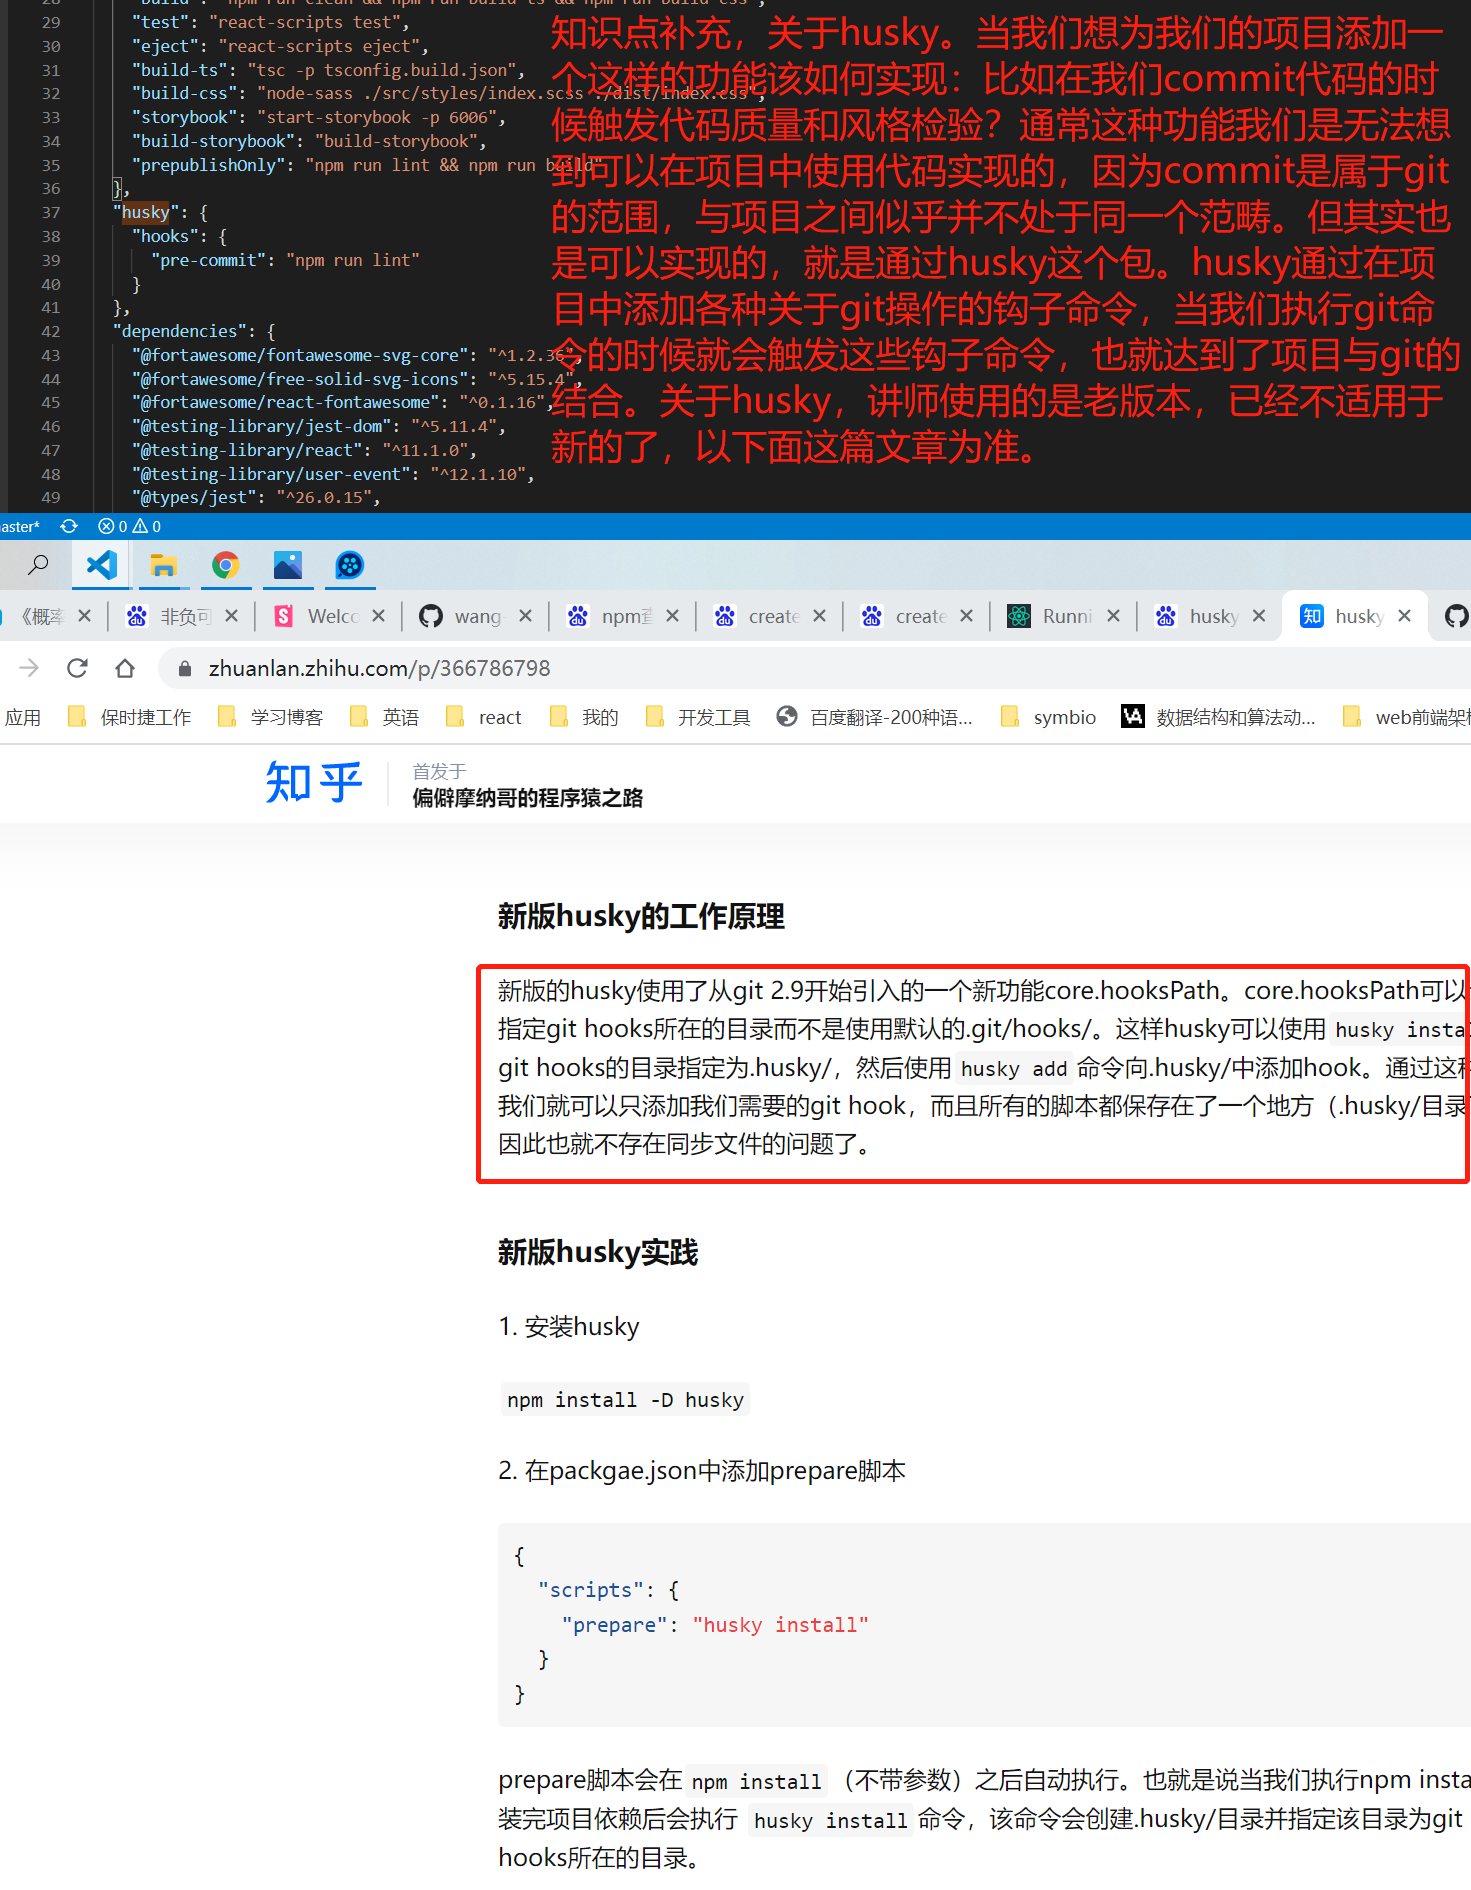 28 "build": "npm run clean && npm run build-ts && npm run build-css",
29 "test": "react-scripts test",
30 "eject": "react-scripts eject",
31 "build-ts": "tsc -p tsconfig.build.json",
32 "build-css": "node-sass ./src/styles/index.scss ./dist/index.css",
33 "storybook": "start-storybook -p 6006",
34 "build-storybook": "build-storybook",
35 "prepublishOnly": "npm run lint && npm run build"
36 },
37 "husky": {
38 "hooks": {
39 "pre-commit": "npm run lint"
40 }
41 },
42 "dependencies": {
43 "@fortawesome/fontawesome-svg-core": "^1.2.36",
44 "@fortawesome/free-solid-svg-icons": "^5.15.4",
45 "@fortawesome/react-fontawesome": "^0.1.16",
46 "@testing-library/jest-dom": "^5.11.4",
47 "@testing-library/react": "^11.1.0",
48 "@testing-library/user-event": "^12.1.10",
49 "@types/jest": "^26.0.15",
知识点补充，关于husky。当我们想为我们的项目添加一
个这样的功能该如何实现：比如在我们commit代码的时
候触发代码质量和风格检验？通常这种功能我们是无法想
到可以在项目中使用代码实现的，因为commit是属于git
的范围，与项目之间似乎并不处于同一个范畴。但其实也
是可以实现的，就是通过husky这个包。husky通过在项
目中添加各种关于git操作的钩子命令，当我们执行git命
令的时候就会触发这些钩子命令，也就达到了项目与git的
结合。关于husky，讲师使用的是老版本，已经不适用于
新的了，以下面这篇文章为准。
aster* 0 0
《概率 非负可 Welco wang- npm查 create create Runni husky husky
zhuanlan.zhihu.com/p/366786798
应用 保时捷工作 学习博客 英语 react 我的 开发工具 百度翻译-200种语... symbio 数据结构和算法动... web前端架构
知乎 首发于
偏僻摩纳哥的程序猿之路
新版husky的工作原理
新版的husky使用了从git 2.9开始引入的一个新功能core.hooksPath。core.hooksPath可以
指定git hooks所在的目录而不是使用默认的.git/hooks/。这样husky可以使用 husky instal
git hooks的目录指定为.husky/，然后使用 husky add 命令向.husky/中添加hook。通过这种
我们就可以只添加我们需要的git hook，而且所有的脚本都保存在了一个地方（.husky/目录
因此也就不存在同步文件的问题了。
新版husky实践
1. 安装husky
npm install -D husky
2. 在packgae.json中添加prepare脚本
{
"scripts": {
"prepare": "husky install"
}
}
prepare脚本会在 npm install （不带参数）之后自动执行。也就是说当我们执行npm insta
装完项目依赖后会执行 husky install 命令，该命令会创建.husky/目录并指定该目录为git
hooks所在的目录。